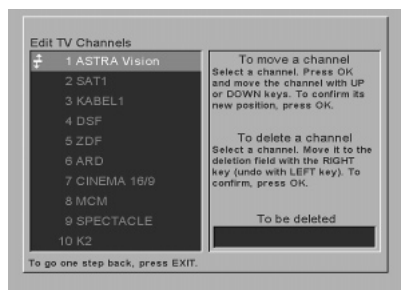 Edit TV Channels
1 ASTRA Vision
2 SAT1
3 KABEL1
4 DSF
5 ZDF
6 ARD
7 CINEMA 16/9
8 MCM
9 SPECTACLE
10 K2
To move a channel
Select a channel. Press OK
and move the channel with UP
or DOWN keys. To confirm its
new position, press OK.
To delete a channel
Select a channel. Move it to the
deletion field with the RIGHT
key (undo with LEFT key). To
confirm, press OK.
To be deleted
To go one step back, press EXIT.